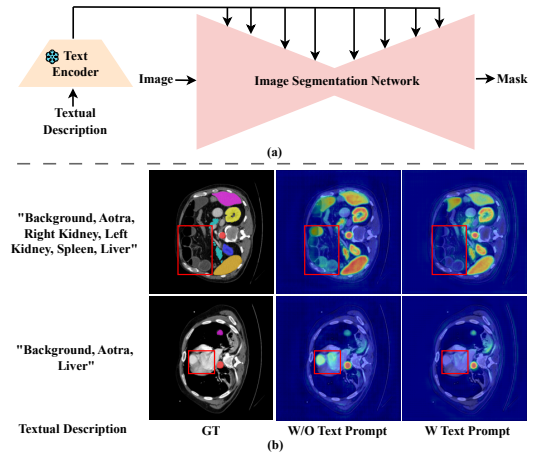 Text
Encoder
Image
Image Segmentation Network
Mask
Textual
Description
(a)
"Background, Aotra,
Right Kidney, Left
Kidney, Spleen, Liver"
"Background, Aotra,
Liver"
Textual Description
GT
W/O Text Prompt
W Text Prompt
(b)